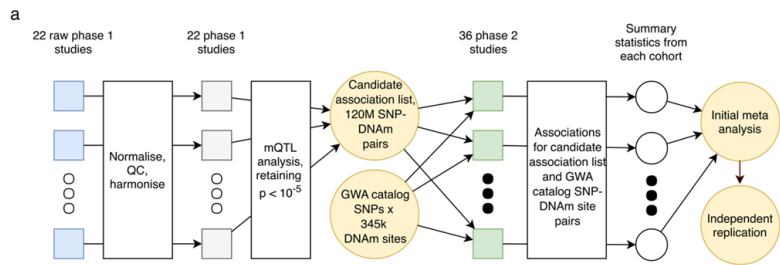 a
22 raw phase 1
studies
22 phase 1
studies
36 phase 2
studies
Summary
statistics from
each cohort
Normalise,
QC,
harmonise
mQTL
analysis,
retaining
p < 10⁻⁵
Candidate
association list,
120M SNP-
DNAm
pairs
GWA catalog
SNPs x
345k
DNAm sites
Associations
for candidate
association list
and GWA
catalog SNP-
DNAm site
pairs
Initial meta
analysis
Independent
replication